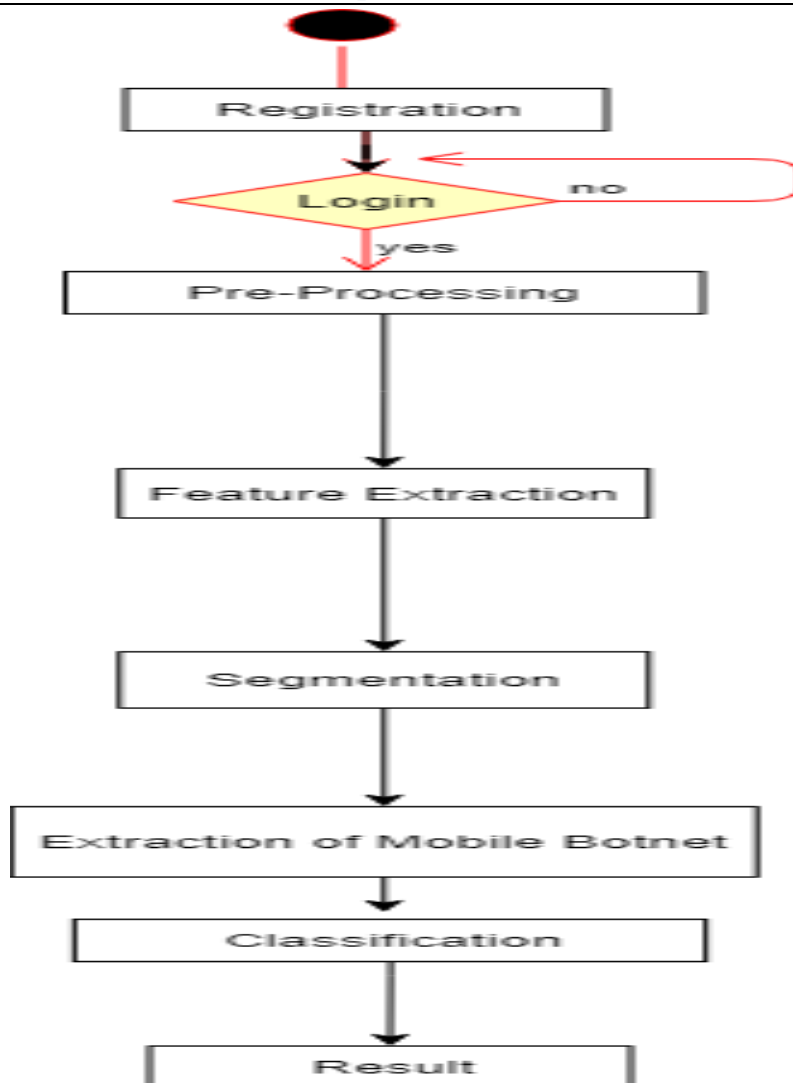 Registration
Login
no
yes
Pre-Processing
Feature Extraction
Segmentation
Extraction of Mobile Botnet
Classification
Result